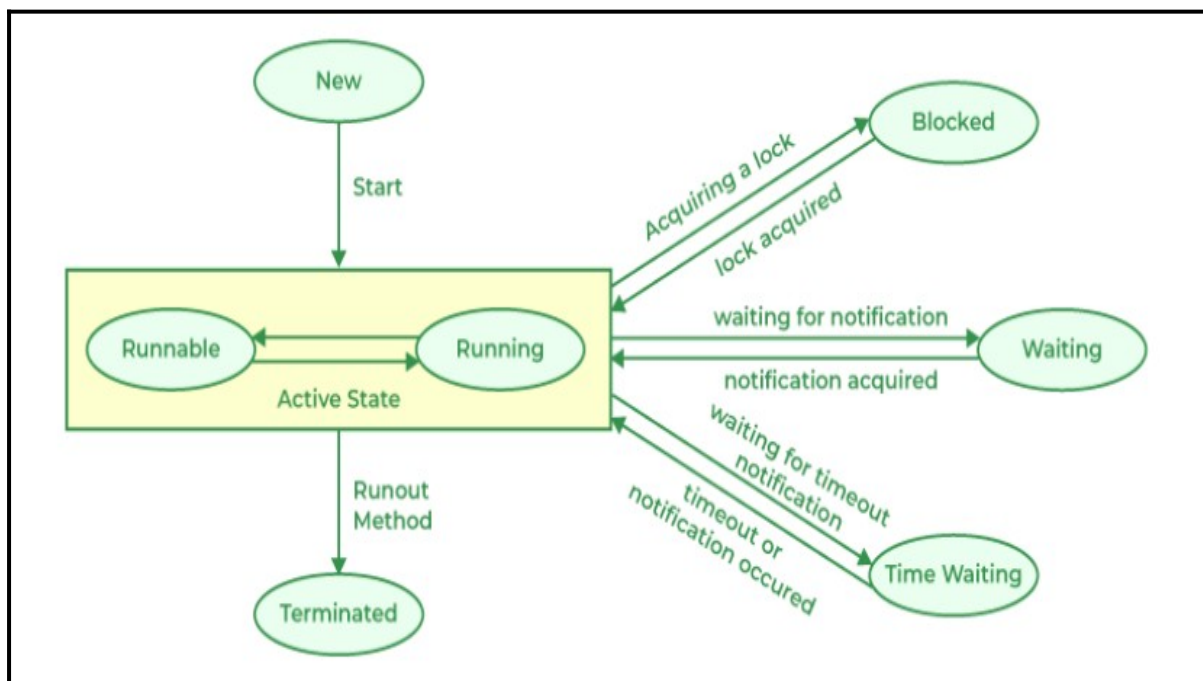 New
Start
Runnable
Running
Active State
Runout
Method
Terminated
Acquiring a lock
lock acquired
Blocked
waiting for notification
notification acquired
Waiting
waiting for timeout
notification
timeout or
notification occured
Time Waiting